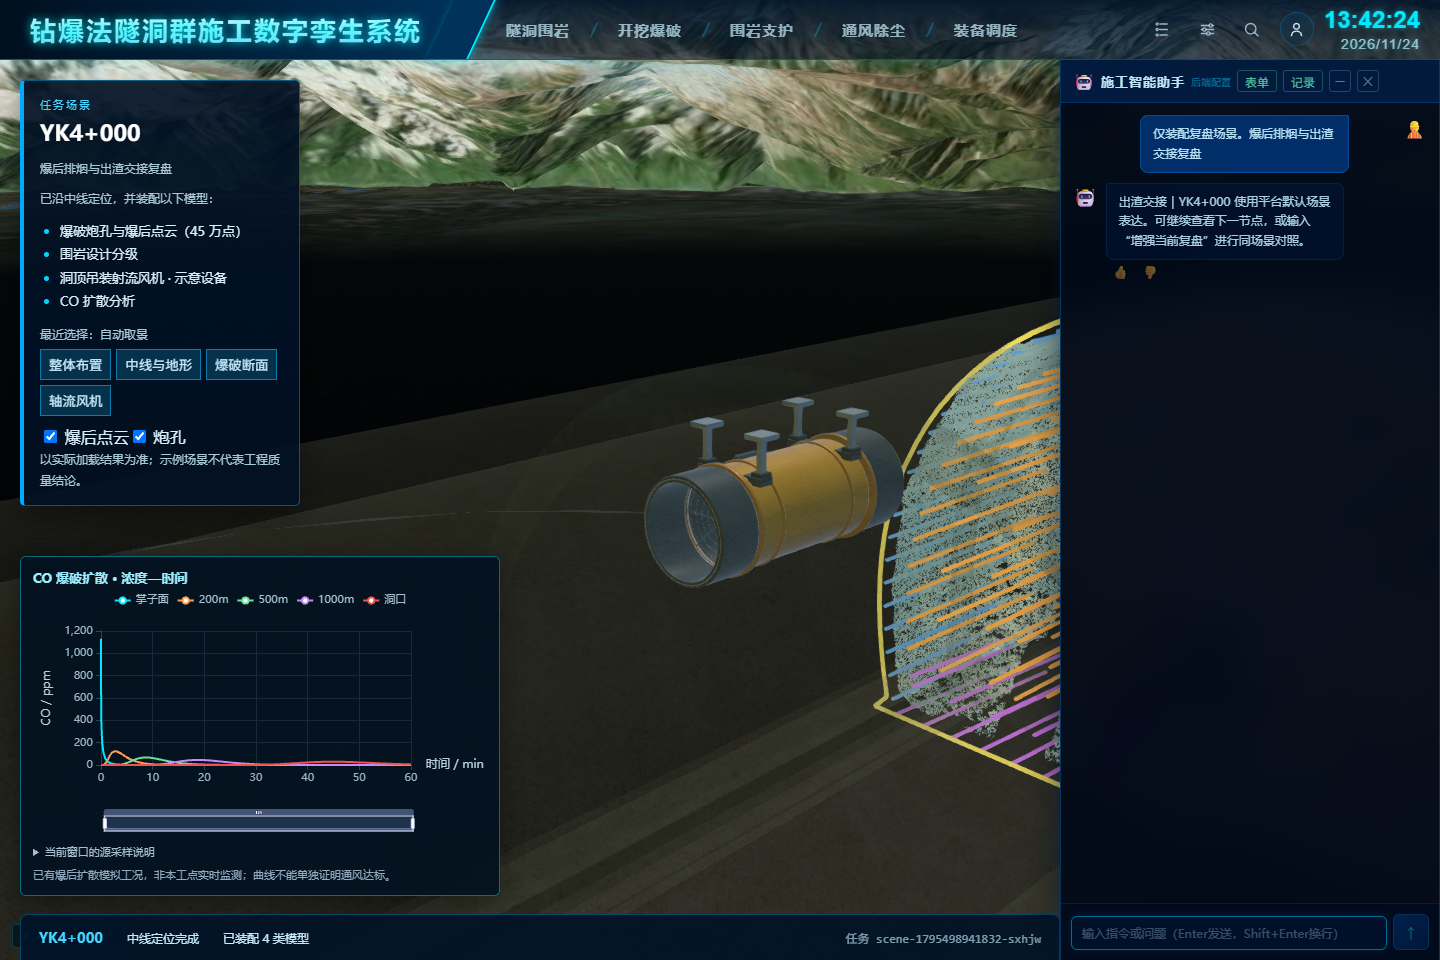 钻爆法隧洞群施工数字孪生系统
隧洞围岩 / 开挖爆破 / 围岩支护 / 通风除尘 / 装备调度
13:42:24
2026/11/24
任务场景
YK4+000
爆后排烟与出渣交接复盘
已沿中线定位，并装配以下模型：
爆破炮孔与爆后点云（45 万点）
围岩设计分级
洞顶吊装射流风机 · 示意设备
CO 扩散分析
最近选择：自动取景
整体布置 中线与地形 爆破断面
轴流风机
爆后点云 炮孔
以实际加载结果为准；示例场景不代表工程质
量结论。
CO 爆破扩散 • 浓度—时间
掌子面 200m 500m 1000m 洞口
CO / ppm
1,200
1,000
800
600
400
200
0
0 10 20 30 40 50 60
时间 / min
当前窗口的源采样说明
已有爆后扩散模拟工况，非本工点实时监测；曲线不能单独证明通风达标。
YK4+000 中线定位完成 已装配 4 类模型 任务 scene-1795498941832-sxhjw
施工智能助手 后端配置 表单 记录
仅装配复盘场景。爆后排烟与出渣
交接复盘
出渣交接 | YK4+000 使用平台默认场景
表达。可继续查看下一节点，或输入
“增强当前复盘”进行同场景对照。
输入指令或问题（Enter发送，Shift+Enter换行）
↑